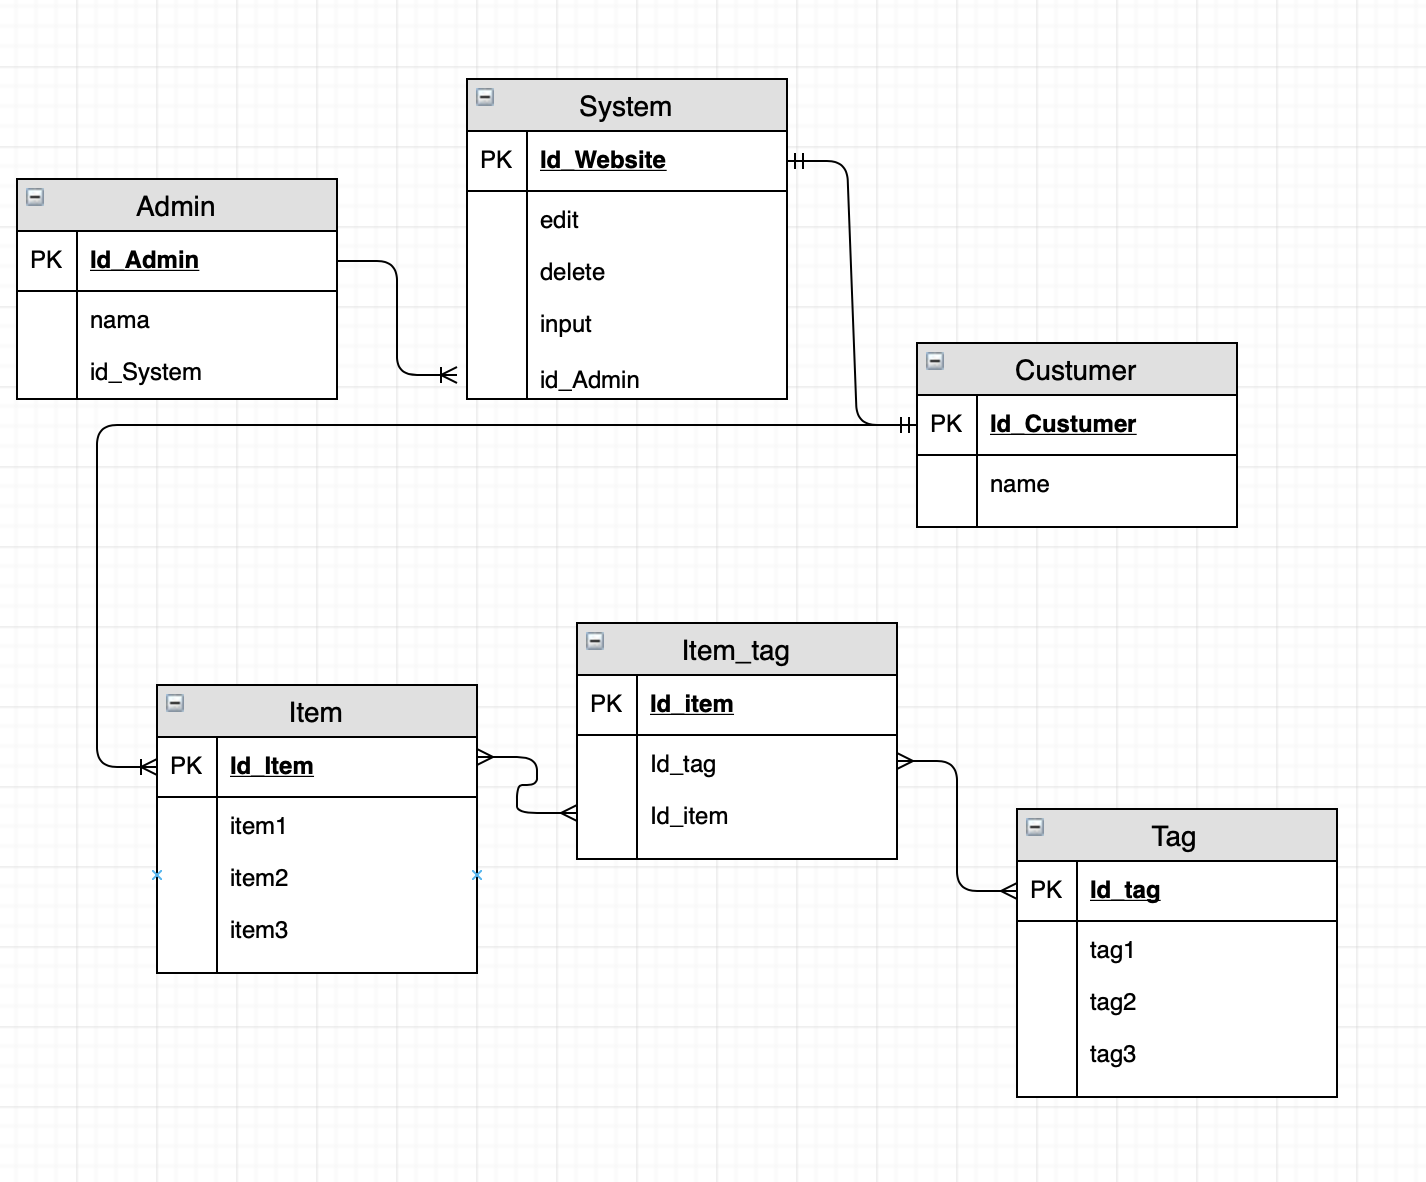 System
PK Id_Website
edit
delete
input
id_Admin
Admin
PK Id_Admin
nama
id_System
Custumer
PK Id_Custumer
name
Item_tag
PK Id_item
Id_tag
Id_item
Item
PK Id_Item
item1
item2
item3
Tag
PK Id_tag
tag1
tag2
tag3